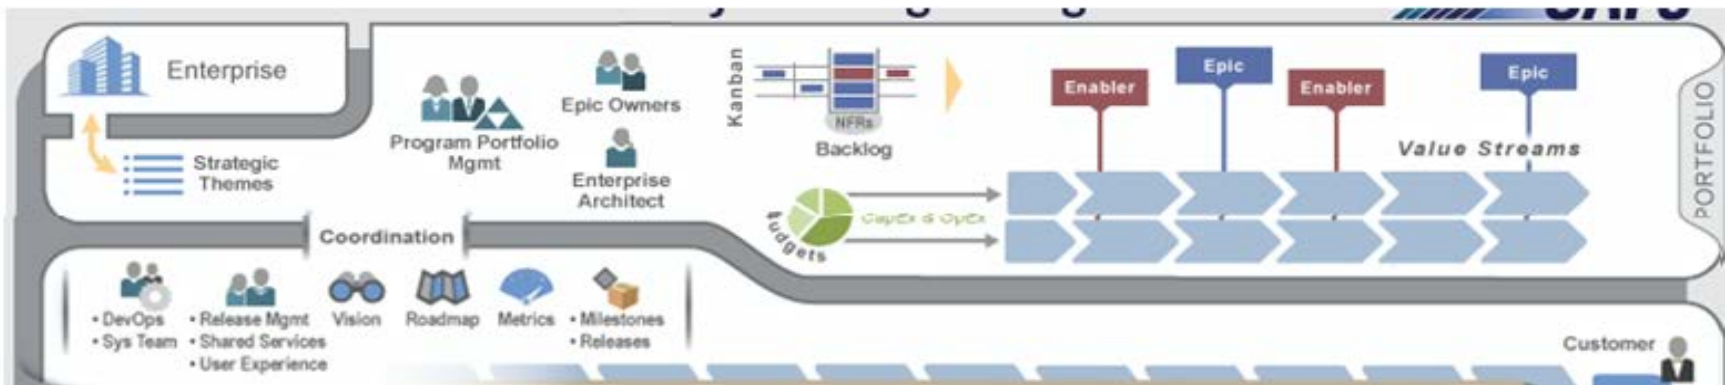 Enterprise
Strategic
Themes
Program Portfolio
Mgmt
Epic Owners
Enterprise
Architect
Kanban
NFRs
Backlog
Enabler
Epic
Enabler
Epic
Value Streams
Budgets
CapEx & OpEx
PORTFOLIO
Coordination
• DevOps
• Sys Team
• Release Mgmt
• Shared Services
• User Experience
Vision
Roadmap
Metrics
• Milestones
• Releases
Customer